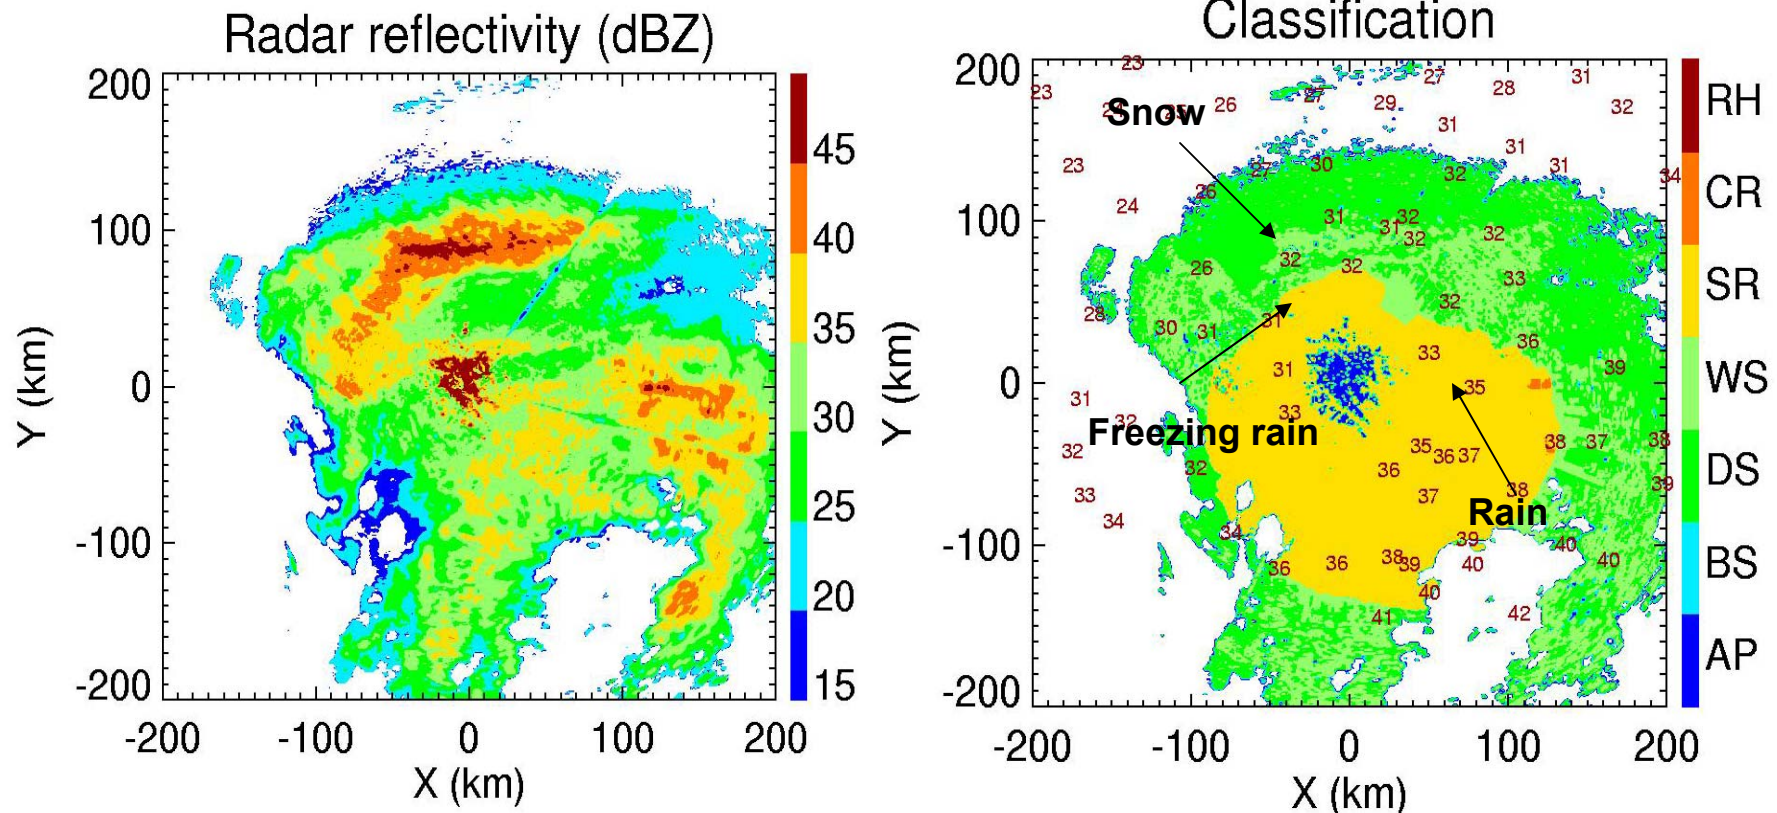 Radar reflectivity (dBZ)
200
100
0
-100
-200
-200 -100 0 100 200
X (km)
Y (km)
45
40
35
30
25
20
15
Classification
200
100
0
-100
-200
-200 -100 0 100 200
X (km)
Y (km)
RH
CR
SR
WS
DS
BS
AP
Snow
Freezing rain
Rain
23 27 31
23 27 28
26 29 32
31
31
23 27 30 32 31 34
26
24 31 32
31 32 32
26 32 32 33
32
28 30 31 31 36
33
31 35 39
31 33
32 35 38 37 38
32 36 37
32 36
33 37 38 39
34 34 39 40
36 36 38 39 40 40
40
41 42